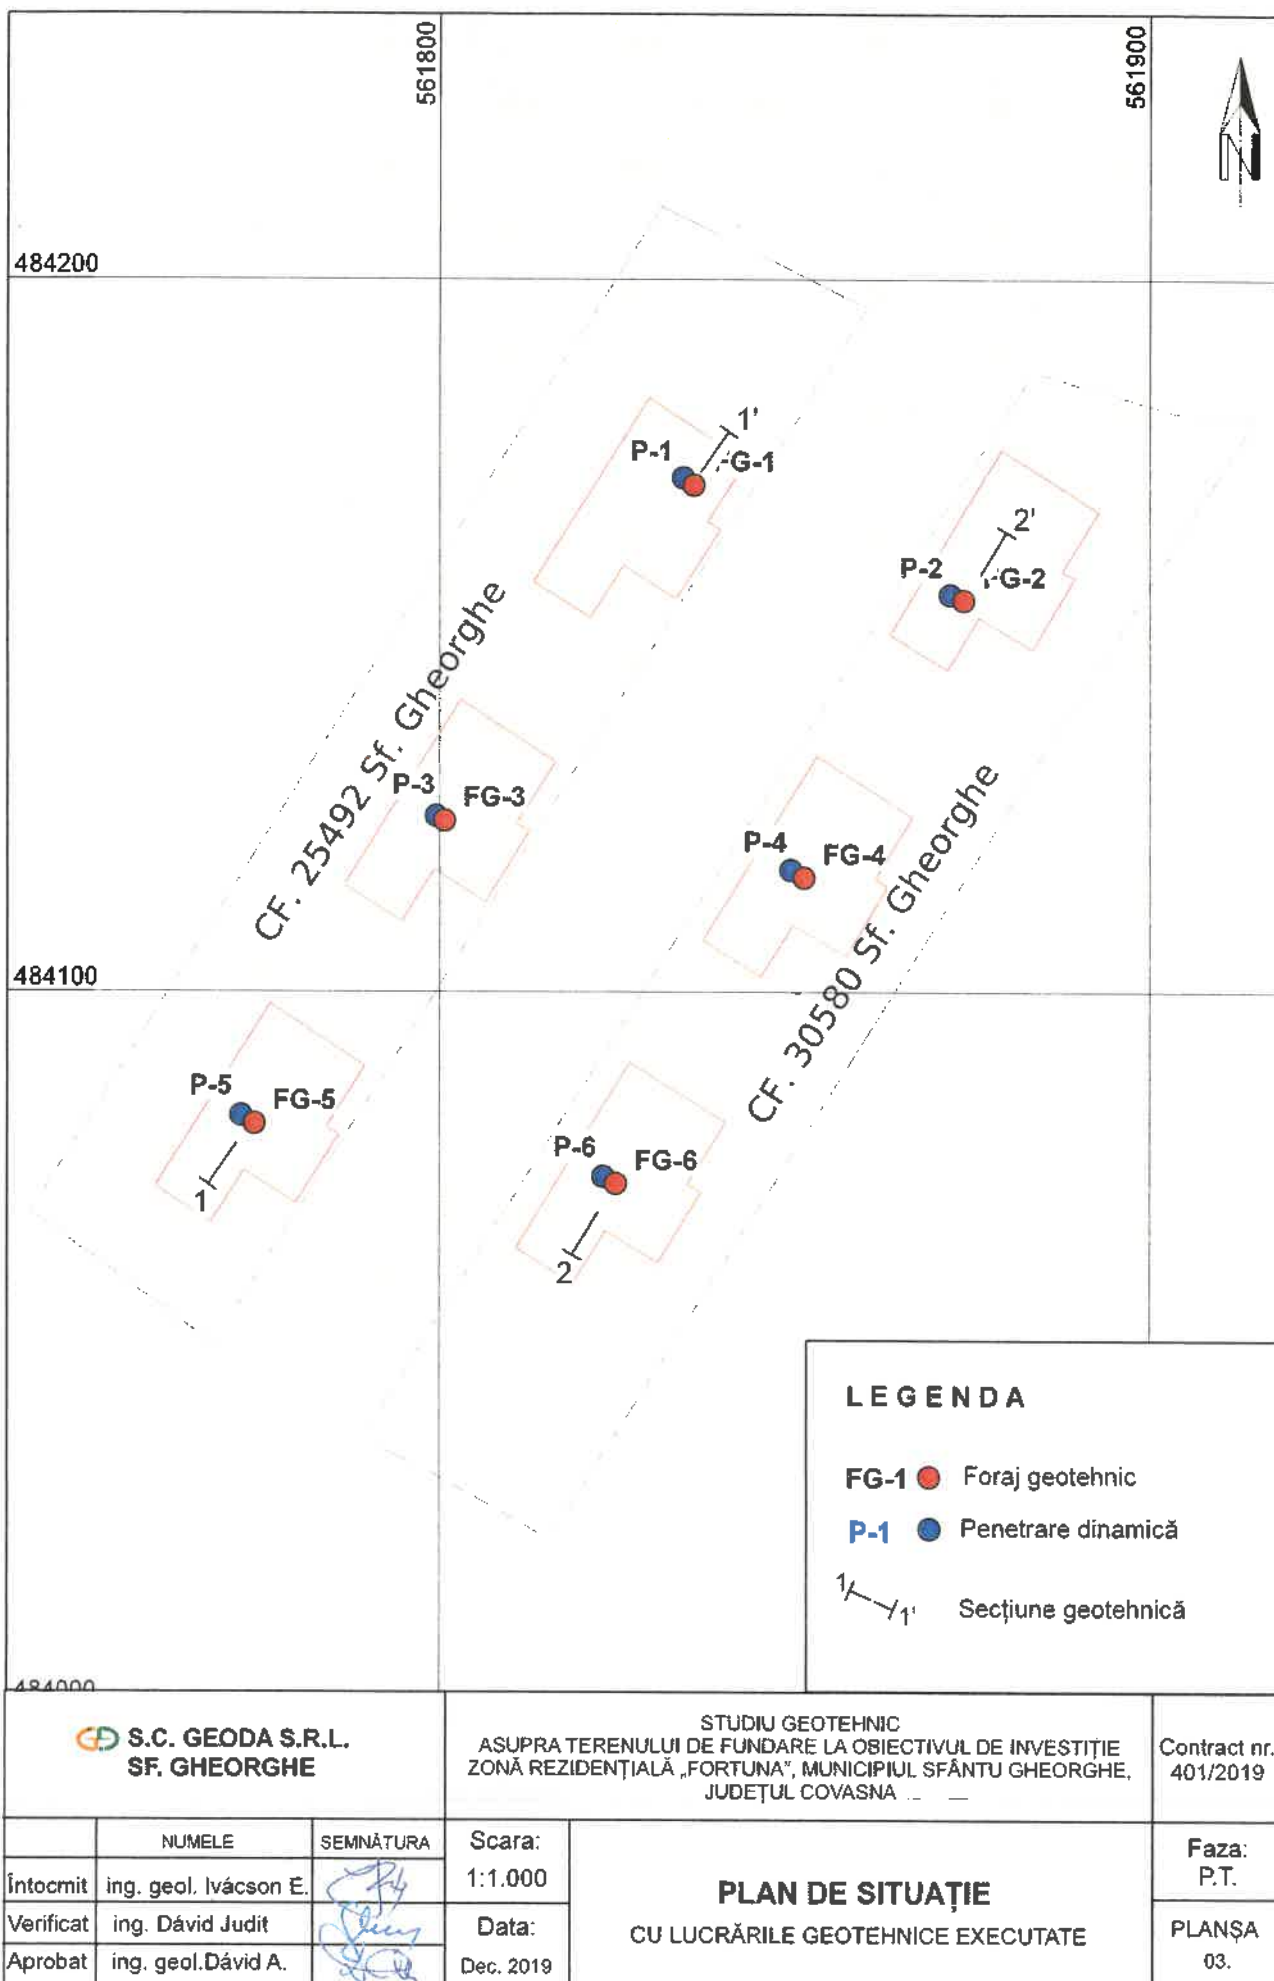 561800
561900
N
484200
1'
P-1
FG-1
2'
P-2
FG-2
CF. 25492 Sf. Gheorghe
P-3
FG-3
P-4
FG-4
CF. 30580 Sf. Gheorghe
484100
P-5
FG-5
1
P-6
FG-6
2
LEGENDA
FG-1 Foraj geotehnic
P-1 Penetrare dinamică
1 1' Secțiune geotehnică
484000
S.C. GEODA S.R.L.
SF. GHEORGHE
STUDIU GEOTEHNIC
ASUPRA TERENULUI DE FUNDARE LA OBIECTIVUL DE INVESTIȚIE
ZONĂ REZIDENȚIALĂ „FORTUNA”, MUNICIPIUL SFÂNTU GHEORGHE,
JUDEȚUL COVASNA
Contract nr.
401/2019
NUMELE SEMNĂTURA
Întocmit ing. geol. Ivácson E.
Verificat ing. Dávid Judit
Aprobat ing. geol.Dávid A.
Scara:
1:1.000
Data:
Dec. 2019
PLAN DE SITUAȚIE
CU LUCRĂRILE GEOTEHNICE EXECUTATE
Faza:
P.T.
PLANȘA
03.